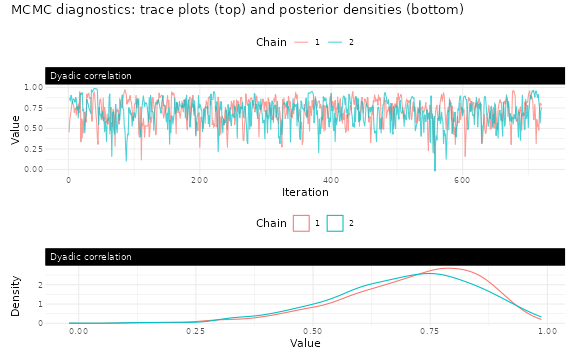 MCMC diagnostics: trace plots (top) and posterior densities (bottom)
Chain 1 2
Dyadic correlation
1.00
0.75
0.50
0.25
0.00
Value
0 200 400 600
Iteration
Chain 1 2
Dyadic correlation
2
1
0
Density
0.00 0.25 0.50 0.75 1.00
Value